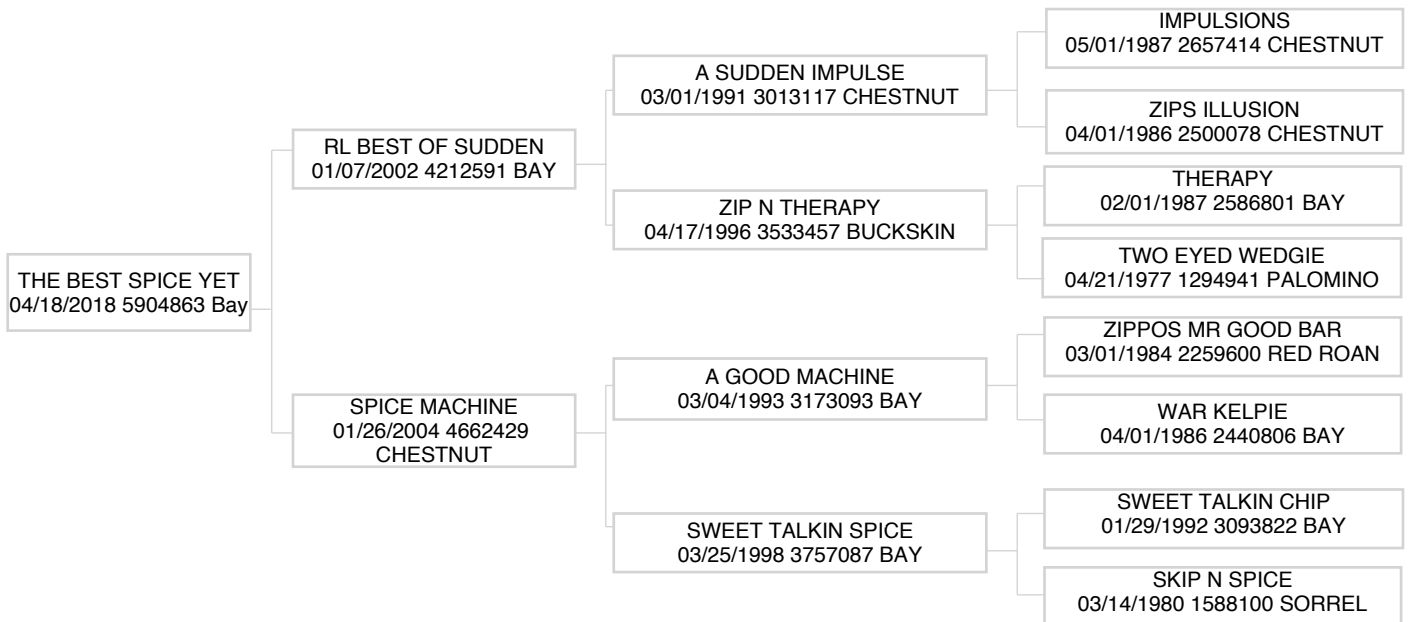 IMPULSIONS
05/01/1987 2657414 CHESTNUT
A SUDDEN IMPULSE
03/01/1991 3013117 CHESTNUT
ZIPS ILLUSION
04/01/1986 2500078 CHESTNUT
RL BEST OF SUDDEN
01/07/2002 4212591 BAY
THERAPY
02/01/1987 2586801 BAY
ZIP N THERAPY
04/17/1996 3533457 BUCKSKIN
TWO EYED WEDGIE
04/21/1977 1294941 PALOMINO
THE BEST SPICE YET
04/18/2018 5904863 Bay
ZIPPOS MR GOOD BAR
03/01/1984 2259600 RED ROAN
A GOOD MACHINE
03/04/1993 3173093 BAY
WAR KELPIE
04/01/1986 2440806 BAY
SPICE MACHINE
01/26/2004 4662429
CHESTNUT
SWEET TALKIN CHIP
01/29/1992 3093822 BAY
SWEET TALKIN SPICE
03/25/1998 3757087 BAY
SKIP N SPICE
03/14/1980 1588100 SORREL